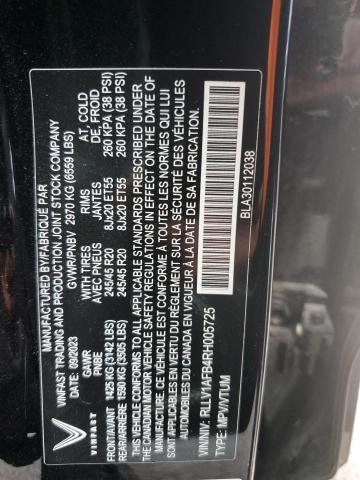 VINFAST
MANUFACTURED BY/FABRIQUÉ PAR
VINFAST TRADING AND PRODUCTION JOINT STOCK COMPANY
09/2023 GVWR/PNBV 2970 KG (6559 LBS)
GAWR WITH TIRES RIMS AT, COLD
PNBE AVEC PNEUS JANTES DE, FROID
FRONT/AVANT 1425 KG (3142 LBS) 245/45 R20 8Jx20 ET55 260 KPA (38 PSI)
REAR/ARRIÈRE 1590 KG (3505 LBS) 245/45 R20 8Jx20 ET55 260 KPA (38 PSI)
THIS VEHICLE CONFORMS TO ALL APPLICABLE STANDARDS PRESCRIBED UNDER
THE CANADIAN MOTOR VEHICLE SAFETY REGULATIONS IN EFFECT ON THE DATE OF
MANUFACTURE. / CE VÉHICULE EST CONFORME À TOUTES LES NORMES QUI LUI SONT
APPLICABLES EN VERTU DU RÈGLEMENT SUR LA SÉCURITÉ DES VÉHICULES
AUTOMOBILES DU CANADA EN VIGUEUR À LA DATE DE SA FABRICATION.
VIN/NIV: RLLV1AFB4RH005725
TYPE: MPV/VTUM
BLA30112038